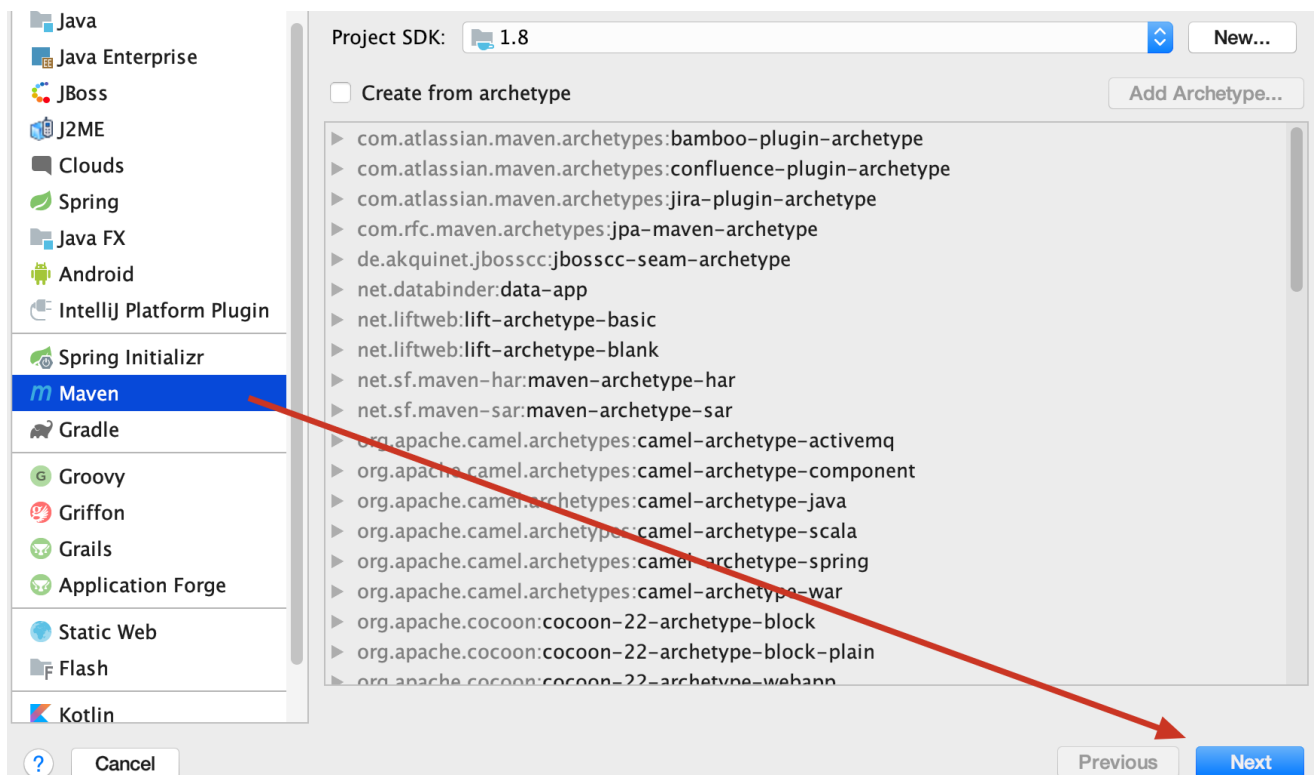 Java
Java Enterprise
JBoss
J2ME
Clouds
Spring
Java FX
Android
IntelliJ Platform Plugin
Spring Initializr
Maven
Gradle
Groovy
Griffon
Grails
Application Forge
Static Web
Flash
Kotlin
Project SDK: 1.8 New...
Create from archetype Add Archetype...
com.atlassian.maven.archetypes:bamboo-plugin-archetype
com.atlassian.maven.archetypes:confluence-plugin-archetype
com.atlassian.maven.archetypes:jira-plugin-archetype
com.rfc.maven.archetypes:jpa-maven-archetype
de.akquinet.jbosscc:jbosscc-seam-archetype
net.databinder:data-app
net.liftweb:lift-archetype-basic
net.liftweb:lift-archetype-blank
net.sf.maven-har:maven-archetype-har
net.sf.maven-sar:maven-archetype-sar
org.apache.camel.archetypes:camel-archetype-activemq
org.apache.camel.archetypes:camel-archetype-component
org.apache.camel.archetypes:camel-archetype-java
org.apache.camel.archetypes:camel-archetype-scala
org.apache.camel.archetypes:camel-archetype-spring
org.apache.camel.archetypes:camel-archetype-war
org.apache.cocoon:cocoon-22-archetype-block
org.apache.cocoon:cocoon-22-archetype-block-plain
org.apache.cocoon:cocoon-22-archetype-webapp
? Cancel Previous Next